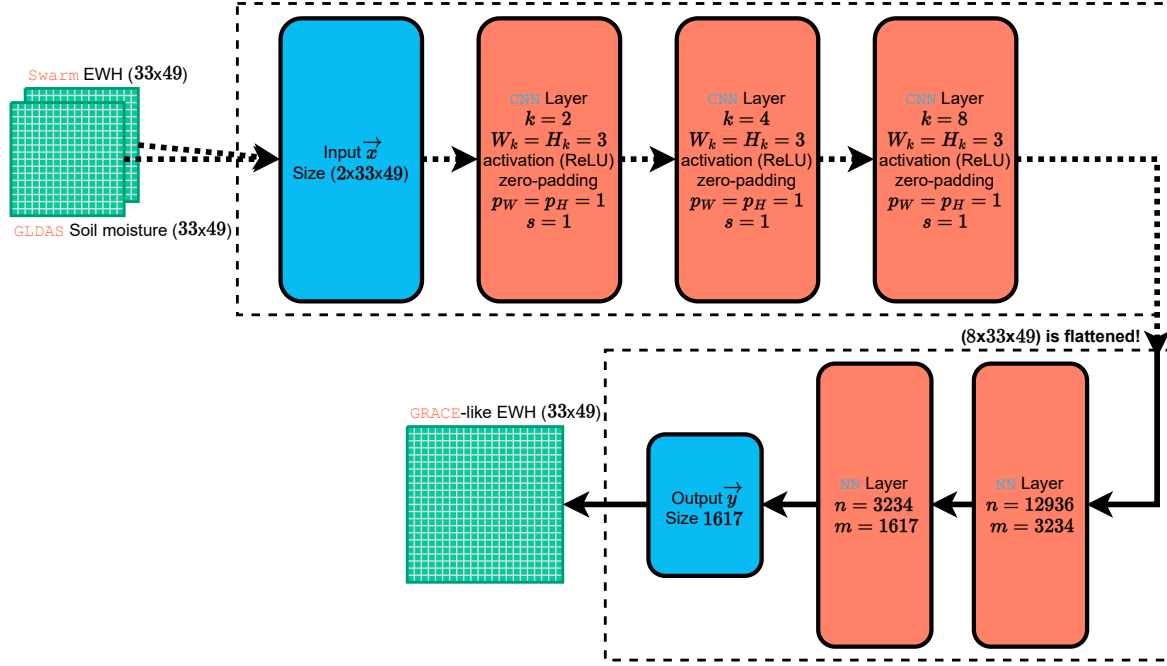 Swarm EWH (33x49)
GLDAS Soil moisture (33x49)
Input x→
Size (2x33x49)
CNN Layer
k = 2
W_k = H_k = 3
activation (ReLU)
zero-padding
p_W = p_H = 1
s = 1
CNN Layer
k = 4
W_k = H_k = 3
activation (ReLU)
zero-padding
p_W = p_H = 1
s = 1
CNN Layer
k = 8
W_k = H_k = 3
activation (ReLU)
zero-padding
p_W = p_H = 1
s = 1
(8x33x49) is flattened!
NN Layer
n = 12936
m = 3234
NN Layer
n = 3234
m = 1617
Output y→
Size 1617
GRACE-like EWH (33x49)